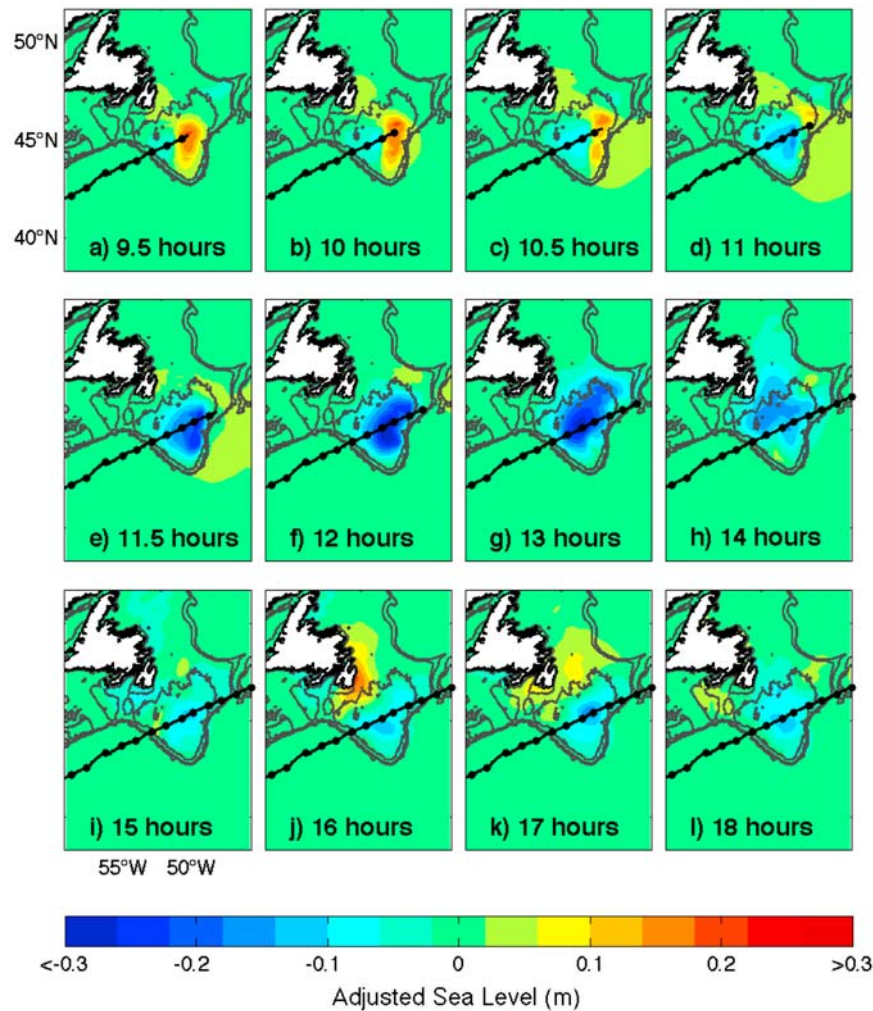 50°N
45°N
40°N
a) 9.5 hours
b) 10 hours
c) 10.5 hours
d) 11 hours
e) 11.5 hours
f) 12 hours
g) 13 hours
h) 14 hours
i) 15 hours
j) 16 hours
k) 17 hours
l) 18 hours
55°W 50°W
<-0.3 -0.2 -0.1 0 0.1 0.2 >0.3
Adjusted Sea Level (m)